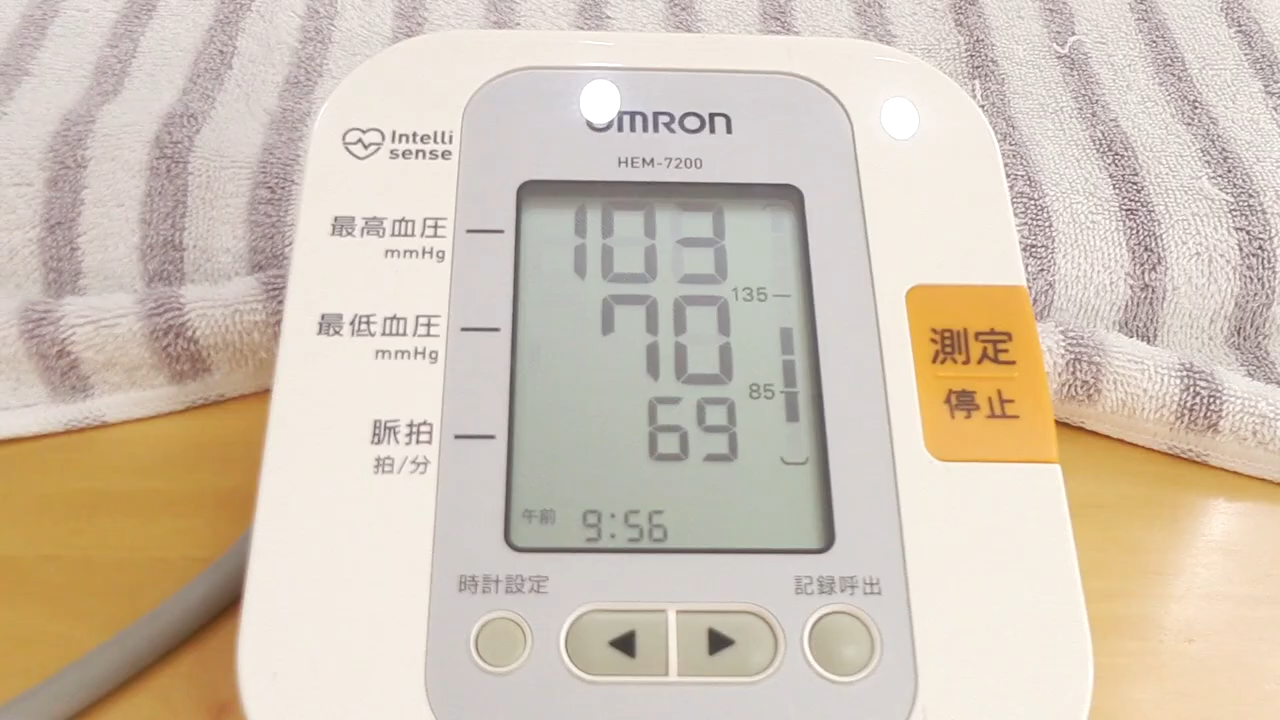 OMRON
Intelli
sense
HEM-7200
最高血圧
mmHg
103
135
最低血圧
mmHg
70
85
測定
停止
脈拍
拍/分
69
午前 9:56
時計設定
記録呼出